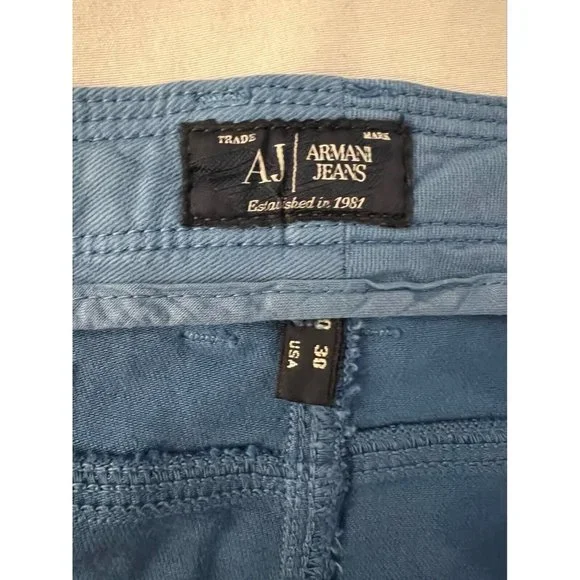 TRADE MARK
AJ ARMANI JEANS
Established in 1981
30
USA